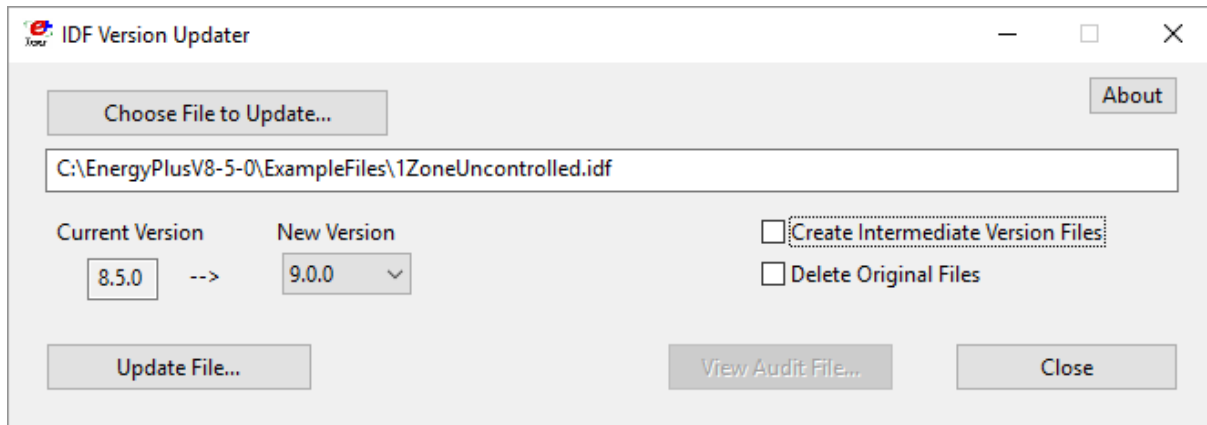 IDF Version Updater
Choose File to Update...
About
C:\EnergyPlusV8-5-0\ExampleFiles\1ZoneUncontrolled.idf
Current Version
New Version
Create Intermediate Version Files
8.5.0
-->
9.0.0
Delete Original Files
Update File...
View Audit File...
Close